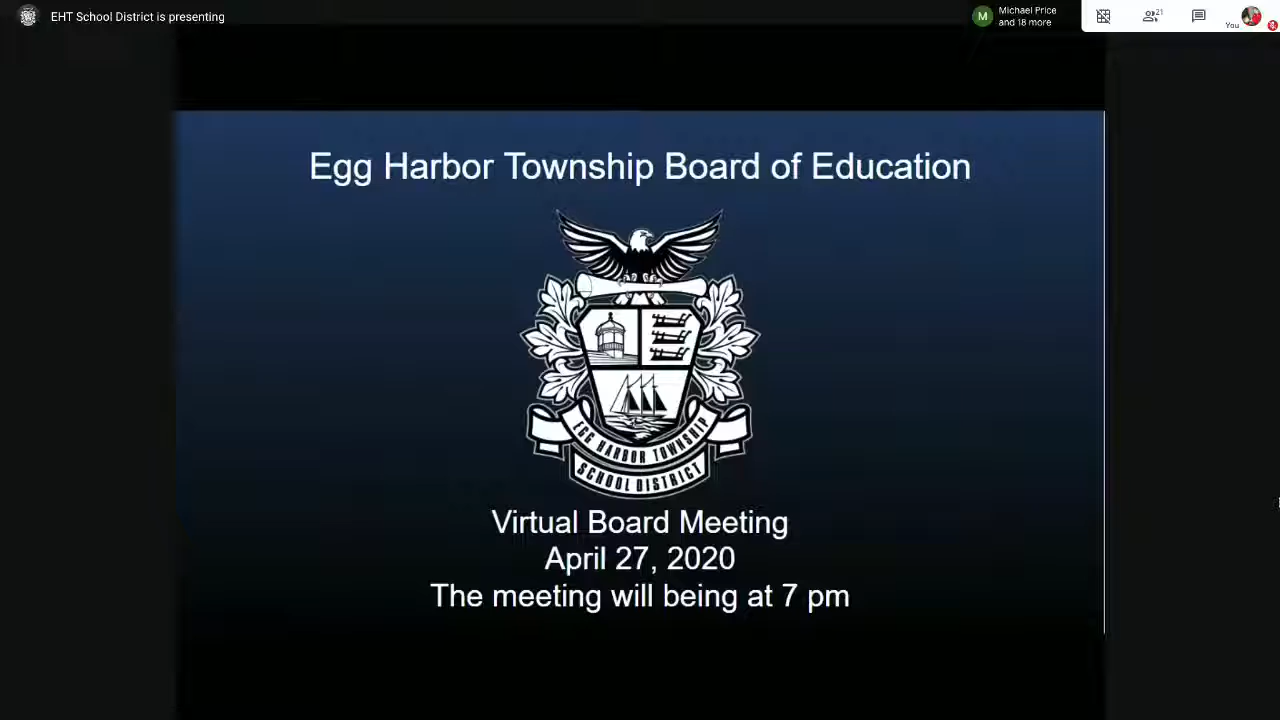 EHT School District is presenting
M
Michael Price
and 18 more
21
You
Egg Harbor Township Board of Education
EGG HARBOR TOWNSHIP
SCHOOL DISTRICT
Virtual Board Meeting
April 27, 2020
The meeting will being at 7 pm